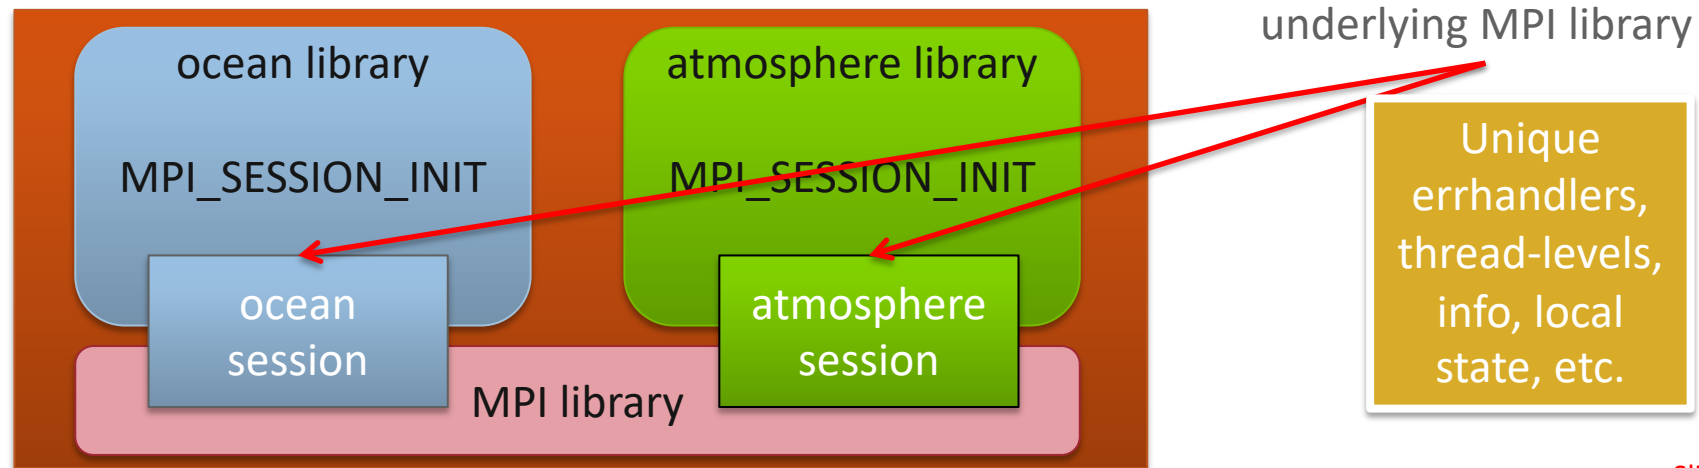 underlying MPI library
ocean library
atmosphere library
MPI_SESSION_INIT
MPI_SESSION_INIT
ocean
session
atmosphere
session
MPI library
Unique
errhandlers,
thread-levels,
info, local
state, etc.